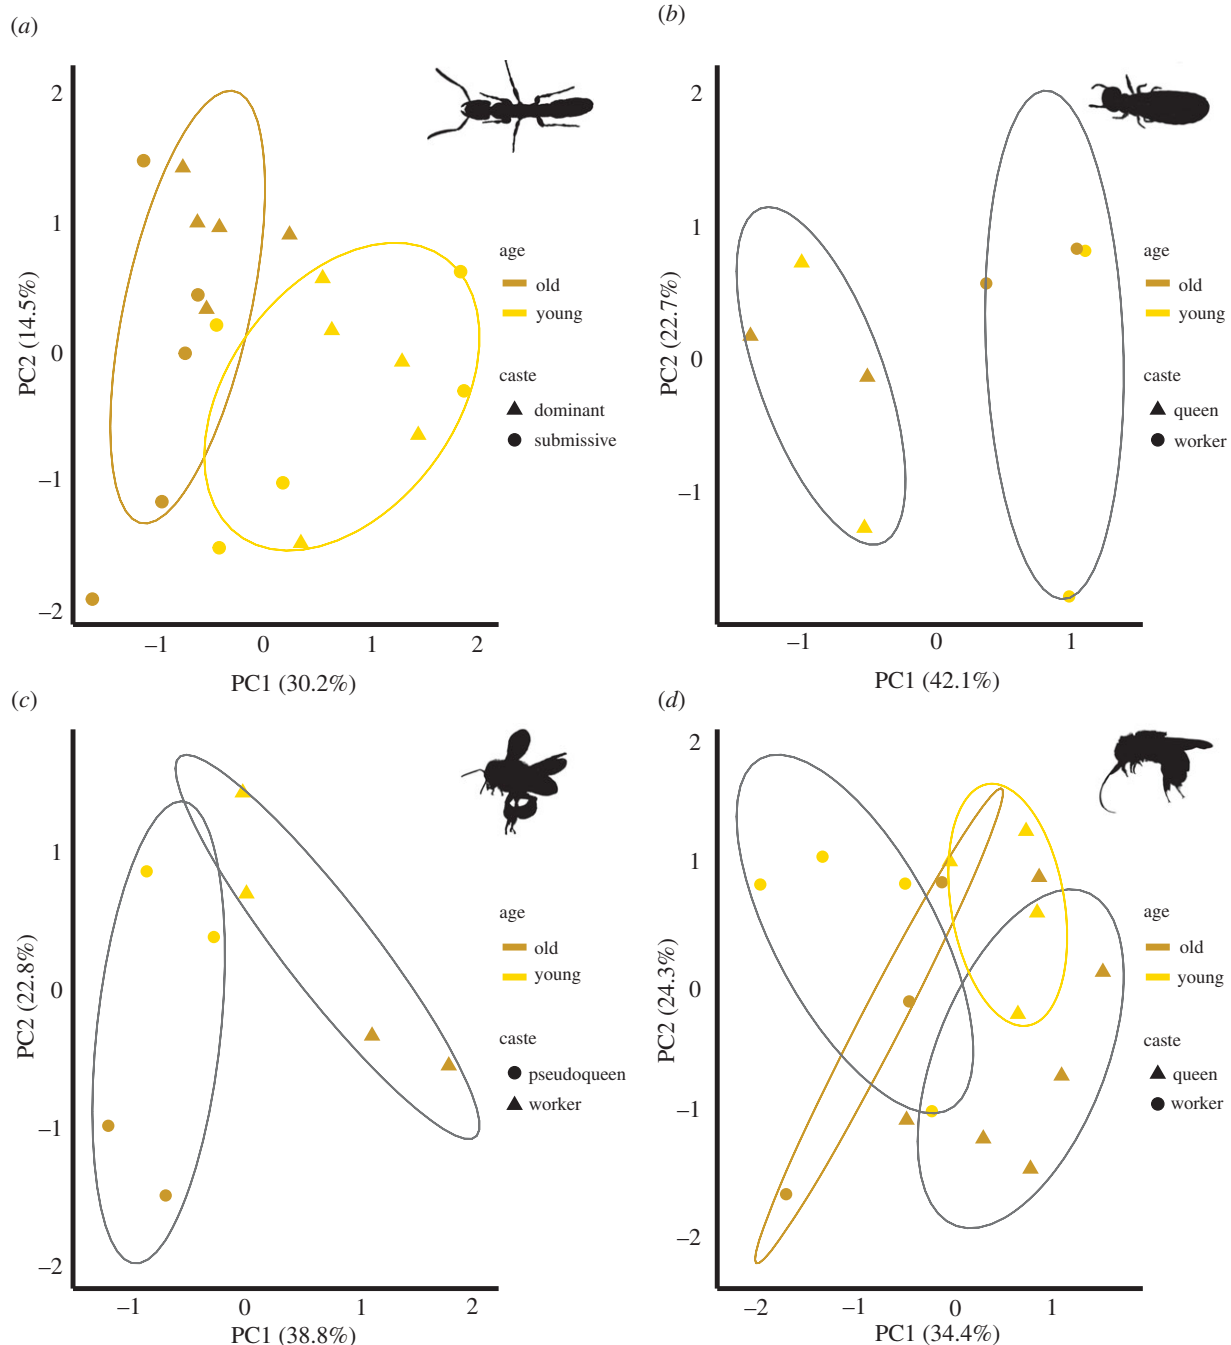 (a)
2
1
0
–1
–2
PC2 (14.5%)
–1
0
1
2
PC1 (30.2%)
age
old
young
caste
dominant
submissive
(b)
2
1
0
–1
PC2 (22.7%)
–1
0
1
PC1 (42.1%)
age
old
young
caste
queen
worker
(c)
1
0
–1
–2
PC2 (22.8%)
–1
0
1
2
PC1 (38.8%)
age
old
young
caste
pseudoqueen
worker
(d)
2
1
0
–1
–2
PC2 (24.3%)
–2
–1
0
1
PC1 (34.4%)
age
old
young
caste
queen
worker